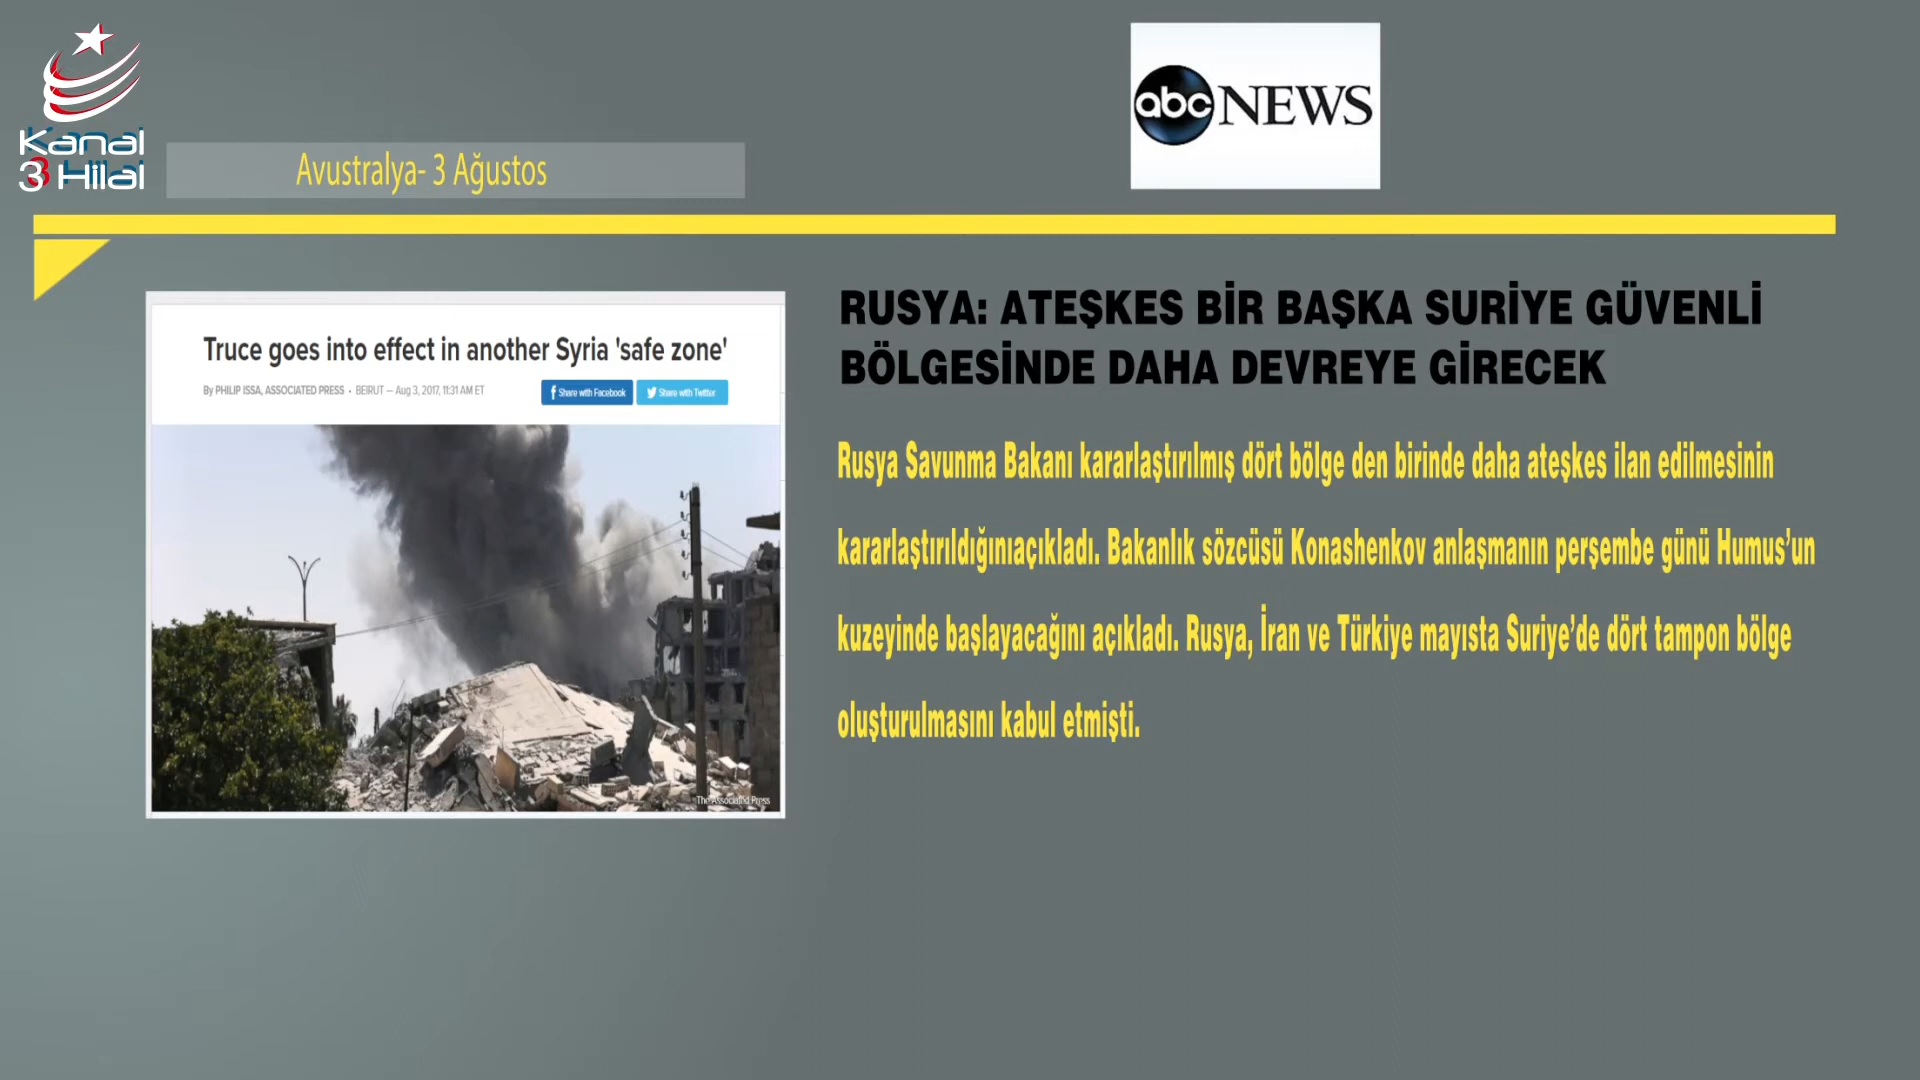 Kanal
3 Hilal
Avustralya- 3 Ağustos
abc NEWS
Truce goes into effect in another Syria 'safe zone'
By PHILIP ISSA, ASSOCIATED PRESS • BEIRUT — Aug 3, 2017, 11:31 AM ET
Share with Facebook
Share with Twitter
The Associated Press
RUSYA: ATEŞKES BİR BAŞKA SURİYE GÜVENLİ
BÖLGESİNDE DAHA DEVREYE GİRECEK
Rusya Savunma Bakanı kararlaştırılmış dört bölge den birinde daha ateşkes ilan edilmesinin
kararlaştırıldığınıaçıkladı. Bakanlık sözcüsü Konashenkov anlaşmanın perşembe günü Humus’un
kuzeyinde başlayacağını açıkladı. Rusya, İran ve Türkiye mayısta Suriye’de dört tampon bölge
oluşturulmasını kabul etmişti.